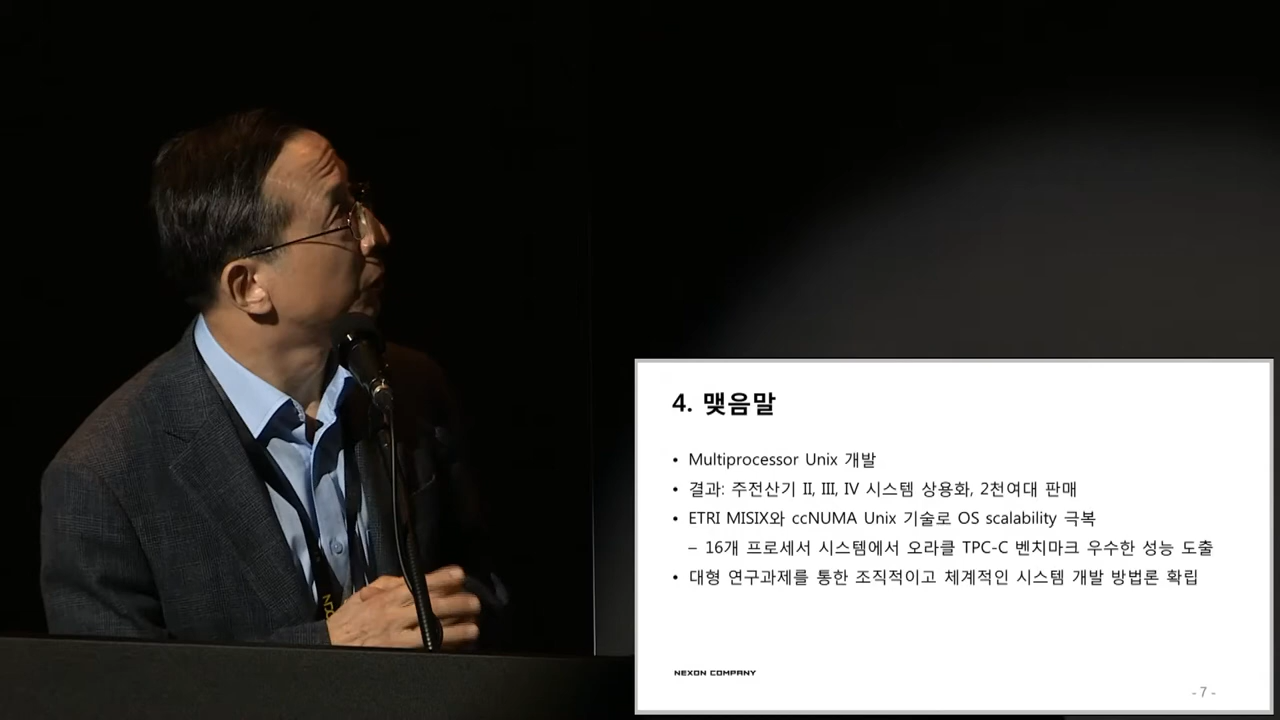 4. 맺음말
• Multiprocessor Unix 개발
• 결과: 주전산기 II, III, IV 시스템 상용화, 2천여대 판매
• ETRI MISIX와 ccNUMA Unix 기술로 OS scalability 극복
– 16개 프로세서 시스템에서 오라클 TPC-C 벤치마크 우수한 성능 도출
• 대형 연구과제를 통한 조직적이고 체계적인 시스템 개발 방법론 확립
NEXON COMPANY
- 7 -